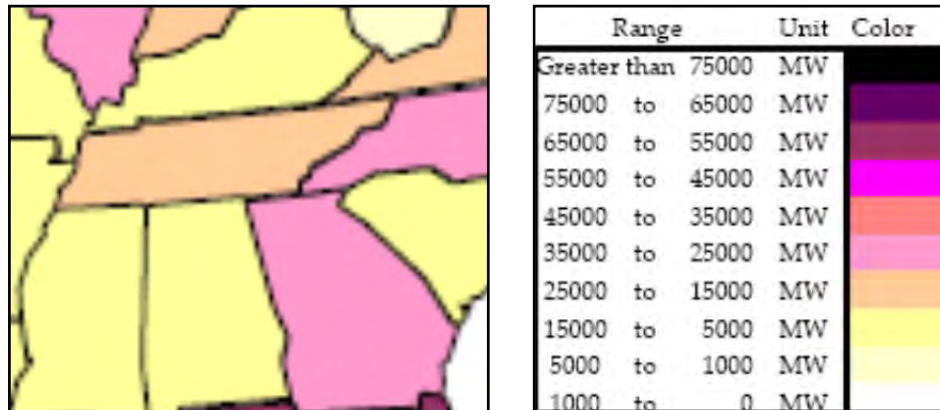 Range Unit Color
Greater than 75000 MW
75000 to 65000 MW
65000 to 55000 MW
55000 to 45000 MW
45000 to 35000 MW
35000 to 25000 MW
25000 to 15000 MW
15000 to 5000 MW
5000 to 1000 MW
1000 to 0 MW